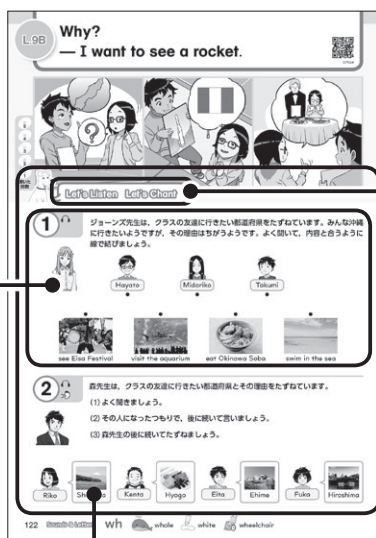 L.9B
Why?
— I want to see a rocket.
Let's Listen Let's Chant
1
ジョーンズ先生は、クラスの友達に行きたい都道府県をたずねています。みんな沖縄
に行きたいようですが、その理由はちがうようです。よく聞いて、内容と合うように
線で結びましょう。
Hayato
Midoriko
Takumi
see Eisa Festival
visit the aquarium
eat Okinawa Soba
swim in the sea
2
森先生は、クラスの友達に行きたい都道府県とその理由をたずねています。
(1) よく聞きましょう。
(2) その人になったつもりで、後に続いて言いましょう。
(3) 森先生の後に続いてたずねましょう。
Riko
Kento
Hyogo
Eita
Ehime
Fuka
Hiroshima
122 Sounds & Letters wh whale white wheelchair